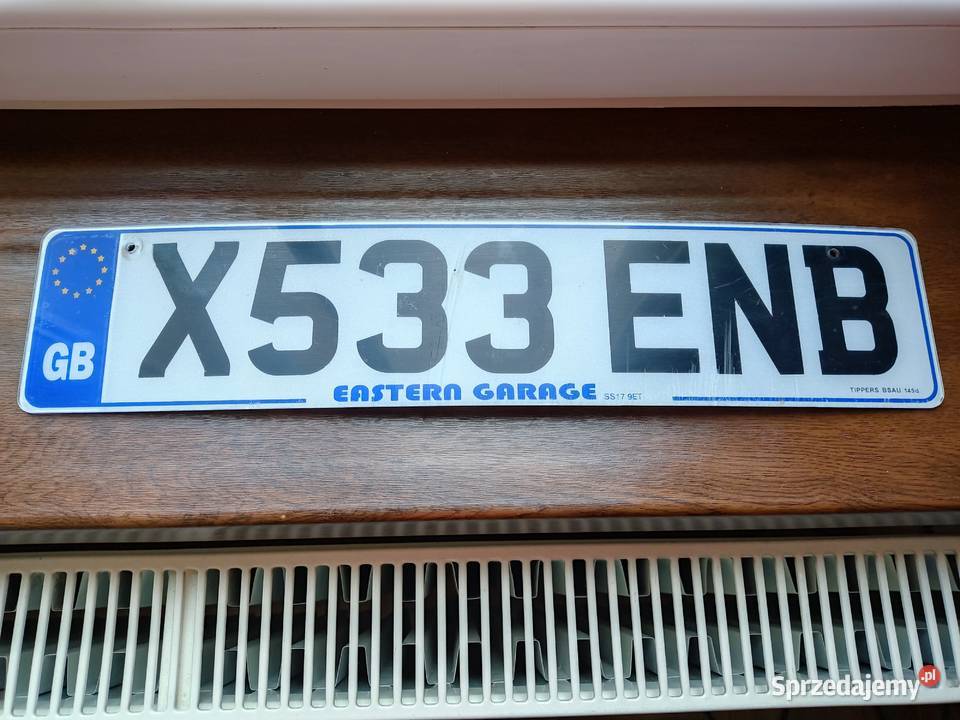 X533 ENB
GB
EASTERN GARAGE SS17 9ET
TIPPERS BSAU 145d
Sprzedajemy.pl